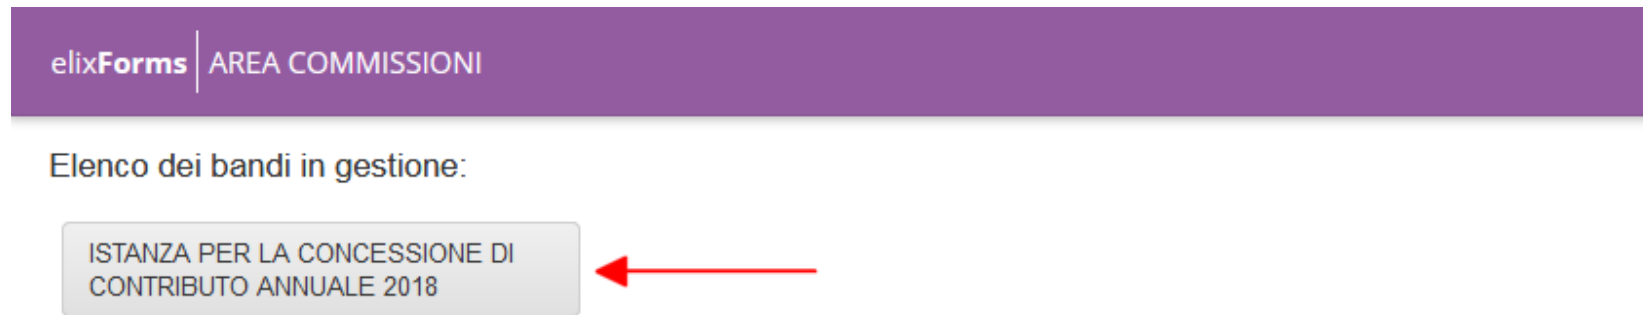 elixForms AREA COMMISSIONI
Elenco dei bandi in gestione:
ISTANZA PER LA CONCESSIONE DI
CONTRIBUTO ANNUALE 2018